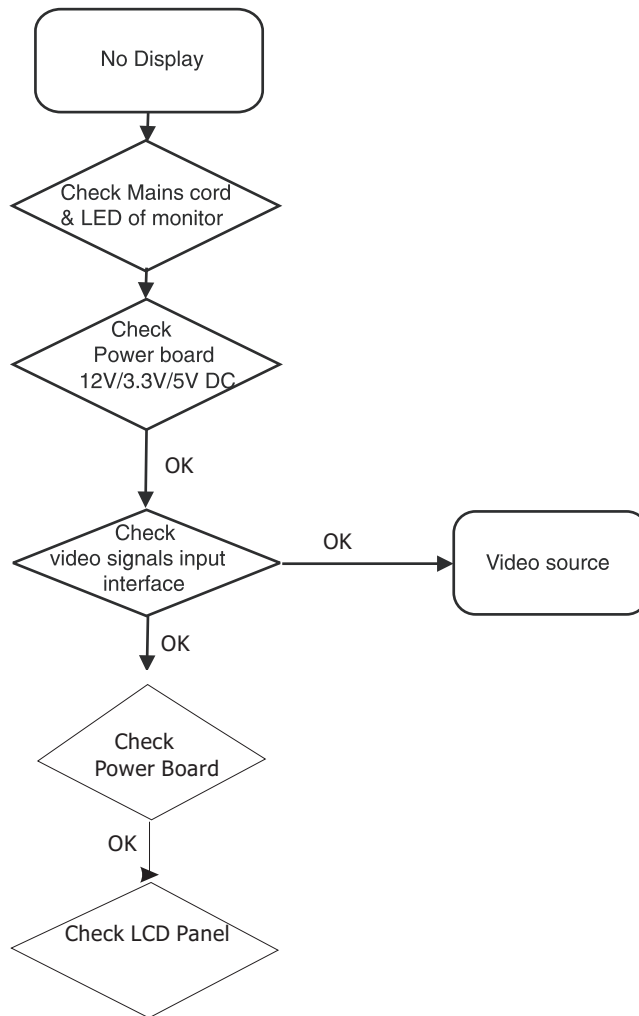 No Display
Check Mains cord
& LED of monitor
Check
Power board
12V/3.3V/5V DC
OK
Check
video signals input
interface
OK
Video source
OK
Check
Power Board
OK
Check LCD Panel